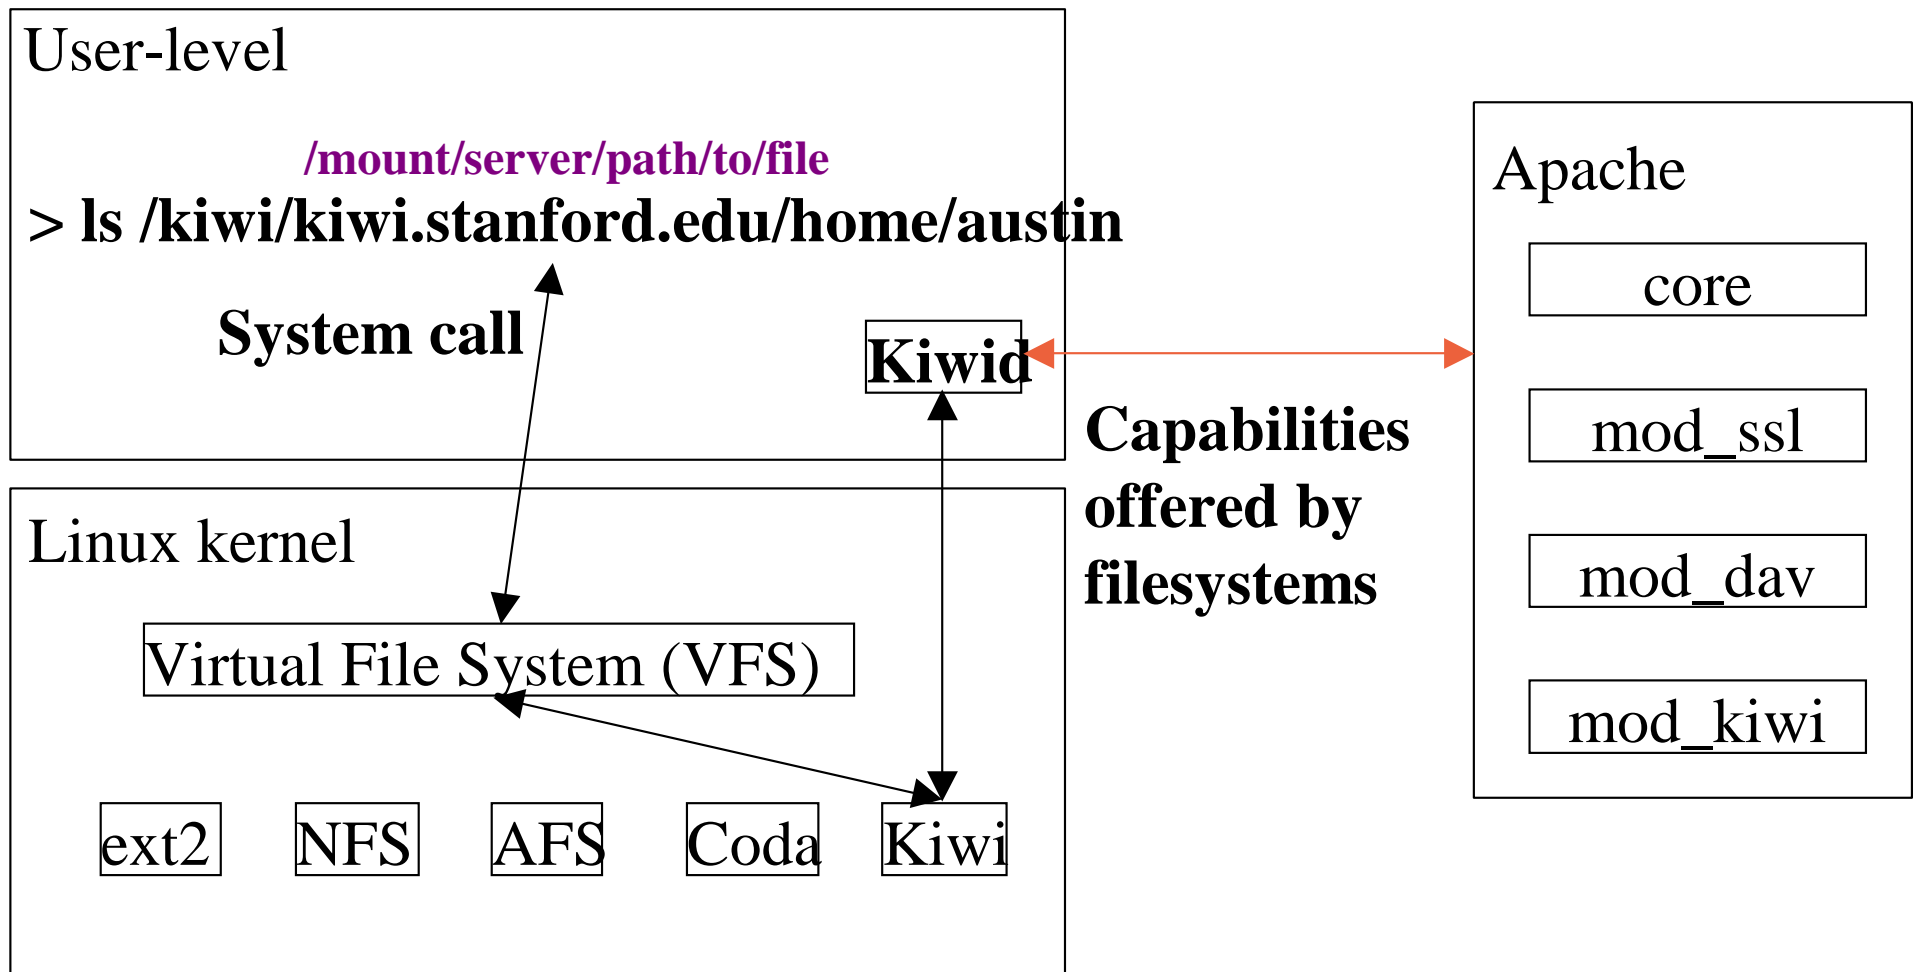 User-level
/mount/server/path/to/file
> ls /kiwi/kiwi.stanford.edu/home/austin
System call
Kiwid
Capabilities
offered by
filesystems
Linux kernel
Virtual File System (VFS)
ext2
NFS
AFS
Coda
Kiwi
Apache
core
mod_ssl
mod_dav
mod_kiwi